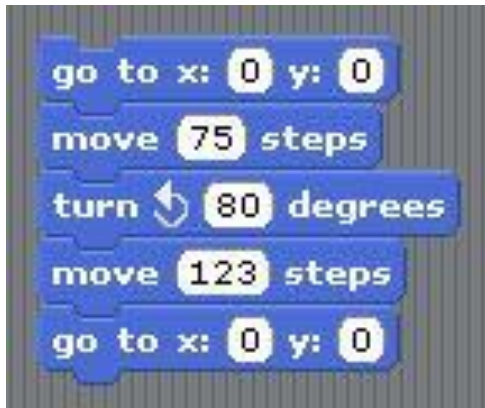 go to x: 0 y: 0
move 75 steps
turn 80 degrees
move 123 steps
go to x: 0 y: 0